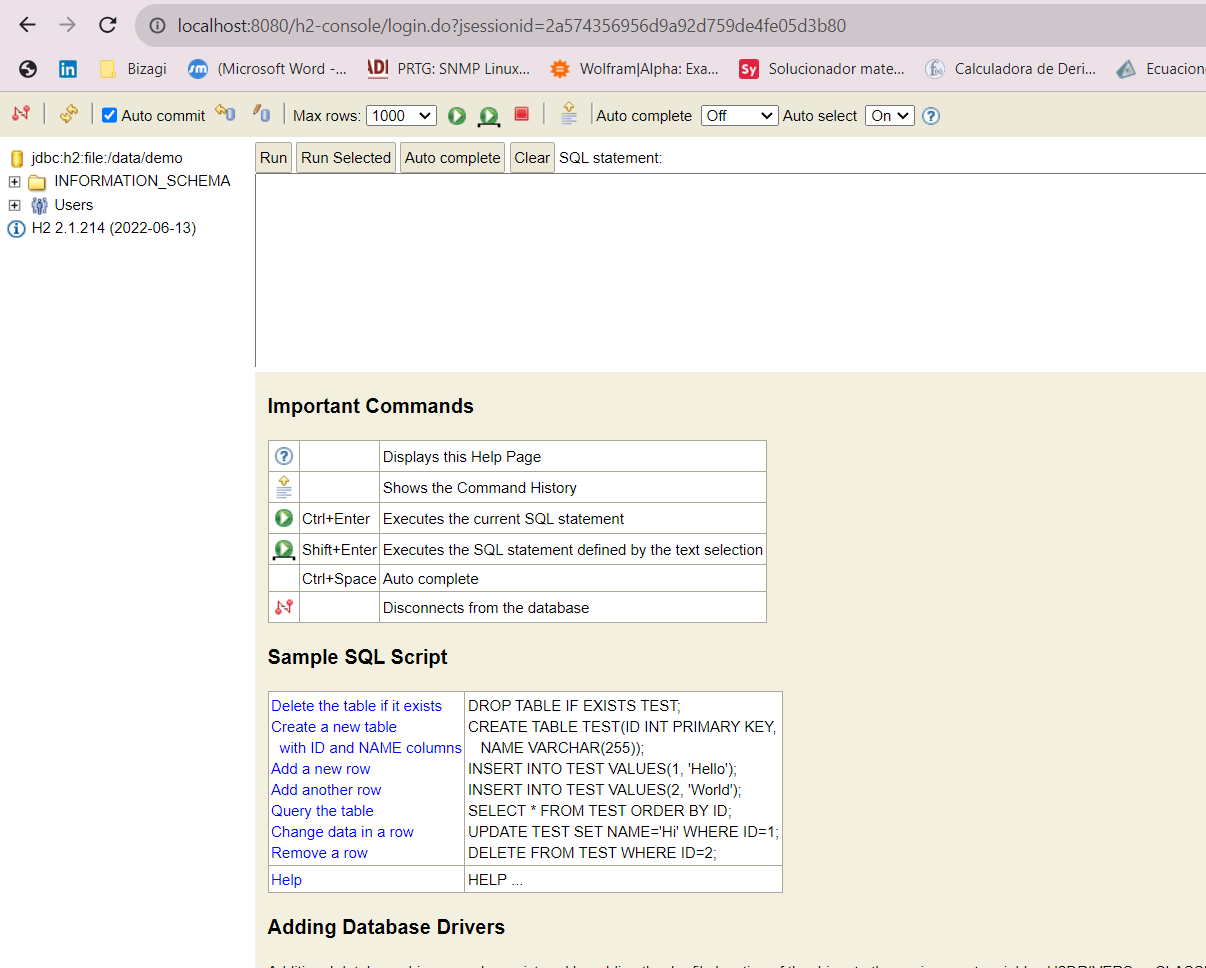 localhost:8080/h2-console/login.do?jsessionid=2a574356956d9a92d759de4fe05d3b80
in Bizagi sm (Microsoft Word -... ADI PRTG: SNMP Linux... Wolfram|Alpha: Exa... Sy Solucionador mate... Calculadora de Deri... Ecuacion
Auto commit Max rows: 1000 Auto complete Off Auto select On ?
jdbc:h2:file:/data/demo
INFORMATION_SCHEMA
Users
H2 2.1.214 (2022-06-13)
Run Run Selected Auto complete Clear SQL statement:
Important Commands
? Displays this Help Page
Shows the Command History
Ctrl+Enter Executes the current SQL statement
Shift+Enter Executes the SQL statement defined by the text selection
Ctrl+Space Auto complete
Disconnects from the database
Sample SQL Script
Delete the table if it exists DROP TABLE IF EXISTS TEST;
Create a new table CREATE TABLE TEST(ID INT PRIMARY KEY,
with ID and NAME columns NAME VARCHAR(255));
Add a new row INSERT INTO TEST VALUES(1, 'Hello');
Add another row INSERT INTO TEST VALUES(2, 'World');
Query the table SELECT * FROM TEST ORDER BY ID;
Change data in a row UPDATE TEST SET NAME='Hi' WHERE ID=1;
Remove a row DELETE FROM TEST WHERE ID=2;
Help HELP ...
Adding Database Drivers